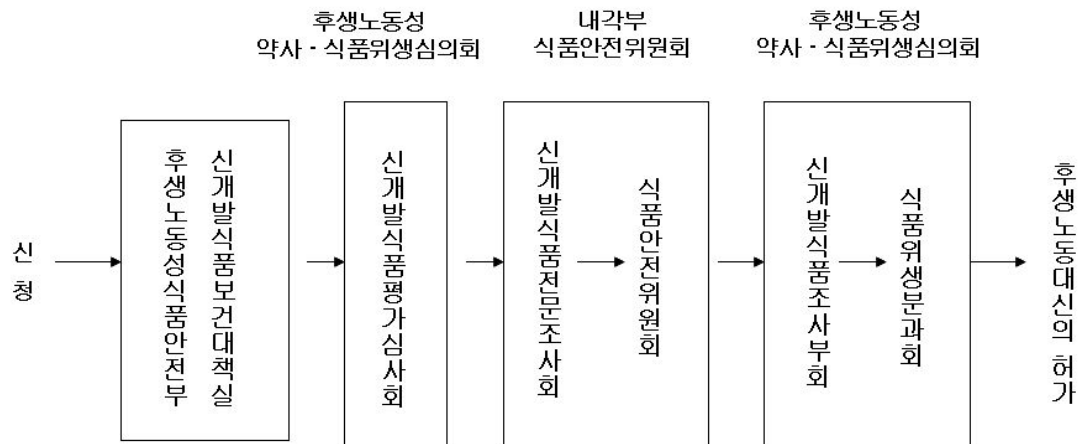 후생노동성
약사 - 식품위생심의회
내각부
식품안전위원회
후생노동성
약사 - 식품위생심의회
신청
후생노동성식품안전부
신개발식품보건대책실
신개발식품평가심사회
신개발식품전문조사회
식품안전위원회
신개발식품조사부회
식품위생분과회
후생노동대신의 허가